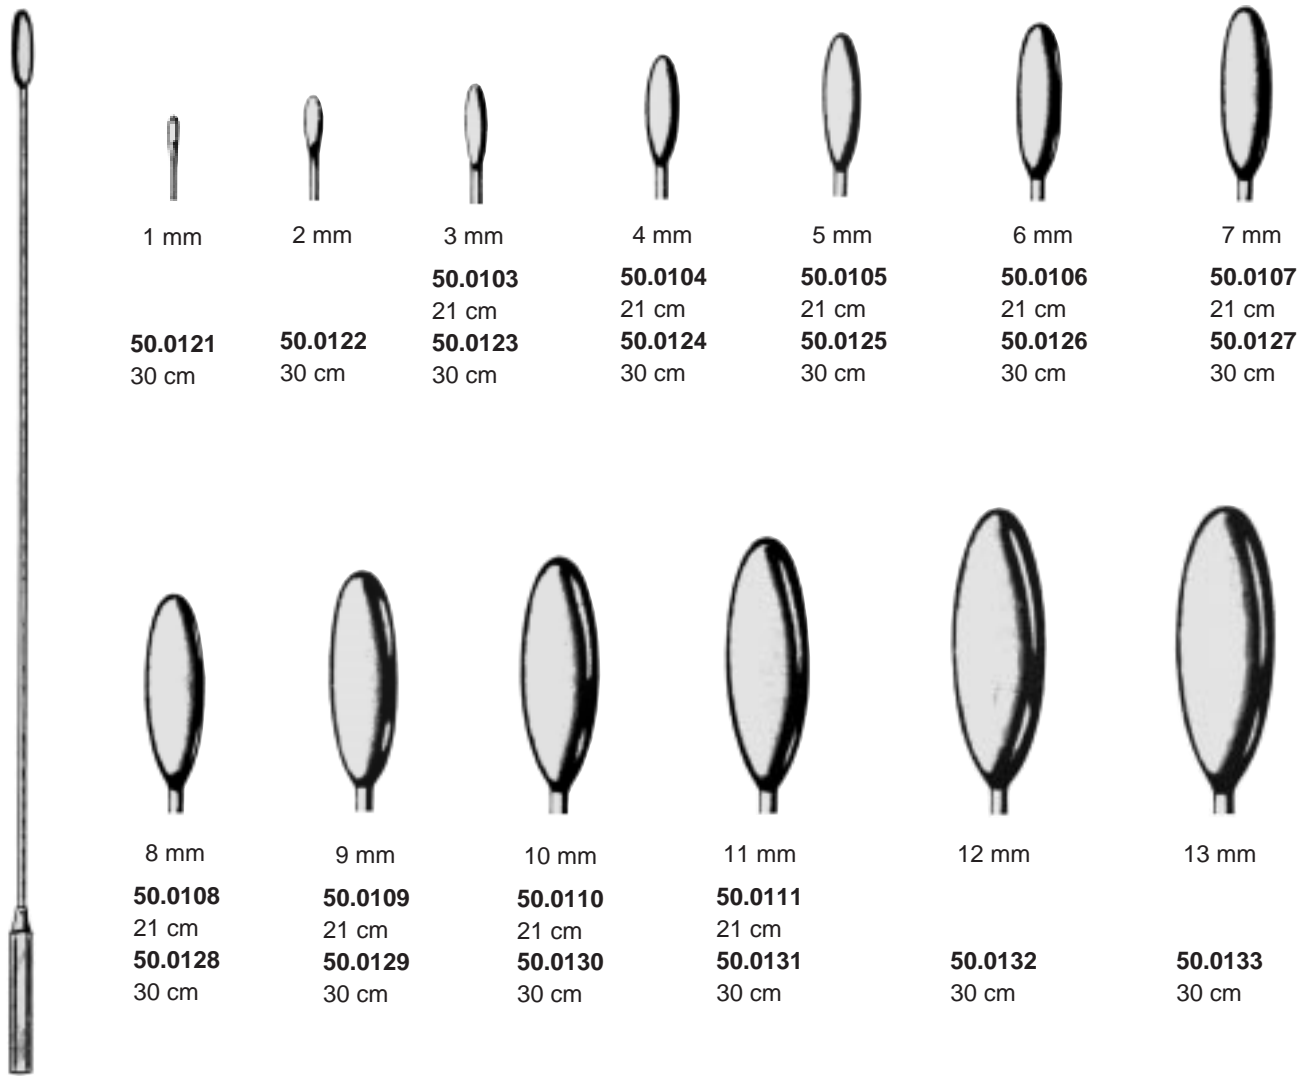 1 mm
2 mm
3 mm
4 mm
5 mm
6 mm
7 mm
50.0103
50.0104
50.0105
50.0106
50.0107
21 cm
21 cm
21 cm
21 cm
21 cm
50.0121
50.0122
50.0123
50.0124
50.0125
50.0126
50.0127
30 cm
30 cm
30 cm
30 cm
30 cm
30 cm
30 cm
8 mm
9 mm
10 mm
11 mm
12 mm
13 mm
50.0108
50.0109
50.0110
50.0111
21 cm
21 cm
21 cm
21 cm
50.0128
50.0129
50.0130
50.0131
50.0132
50.0133
30 cm
30 cm
30 cm
30 cm
30 cm
30 cm